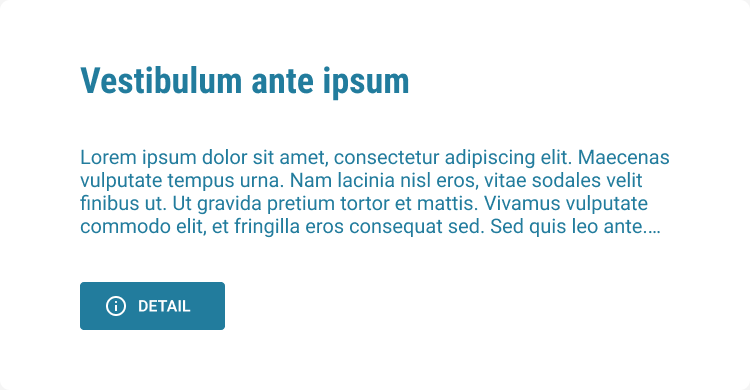 Vestibulum ante ipsum
Lorem ipsum dolor sit amet, consectetur adipiscing elit. Maecenas
vulputate tempus urna. Nam lacinia nisl eros, vitae sodales velit
finibus ut. Ut gravida pretium tortor et mattis. Vivamus vulputate
commodo elit, et fringilla eros consequat sed. Sed quis leo ante....
DETAIL